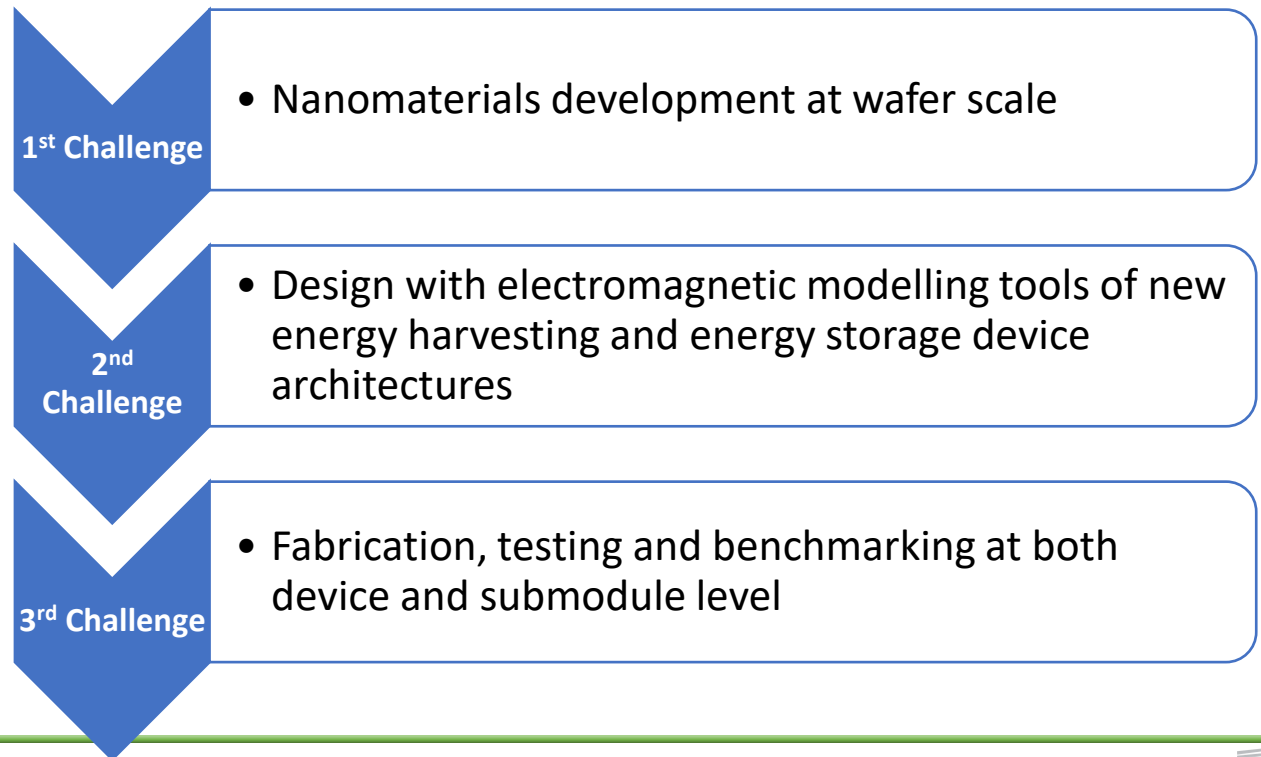 1st Challenge
• Nanomaterials development at wafer scale
2nd
Challenge
• Design with electromagnetic modelling tools of new
energy harvesting and energy storage device
architectures
3rd Challenge
• Fabrication, testing and benchmarking at both
device and submodule level